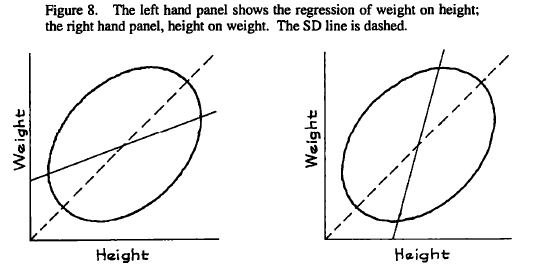 Figure 8. The left hand panel shows the regression of weight on height;
the right hand panel, height on weight. The SD line is dashed.
Weight
Height
Weight
Height